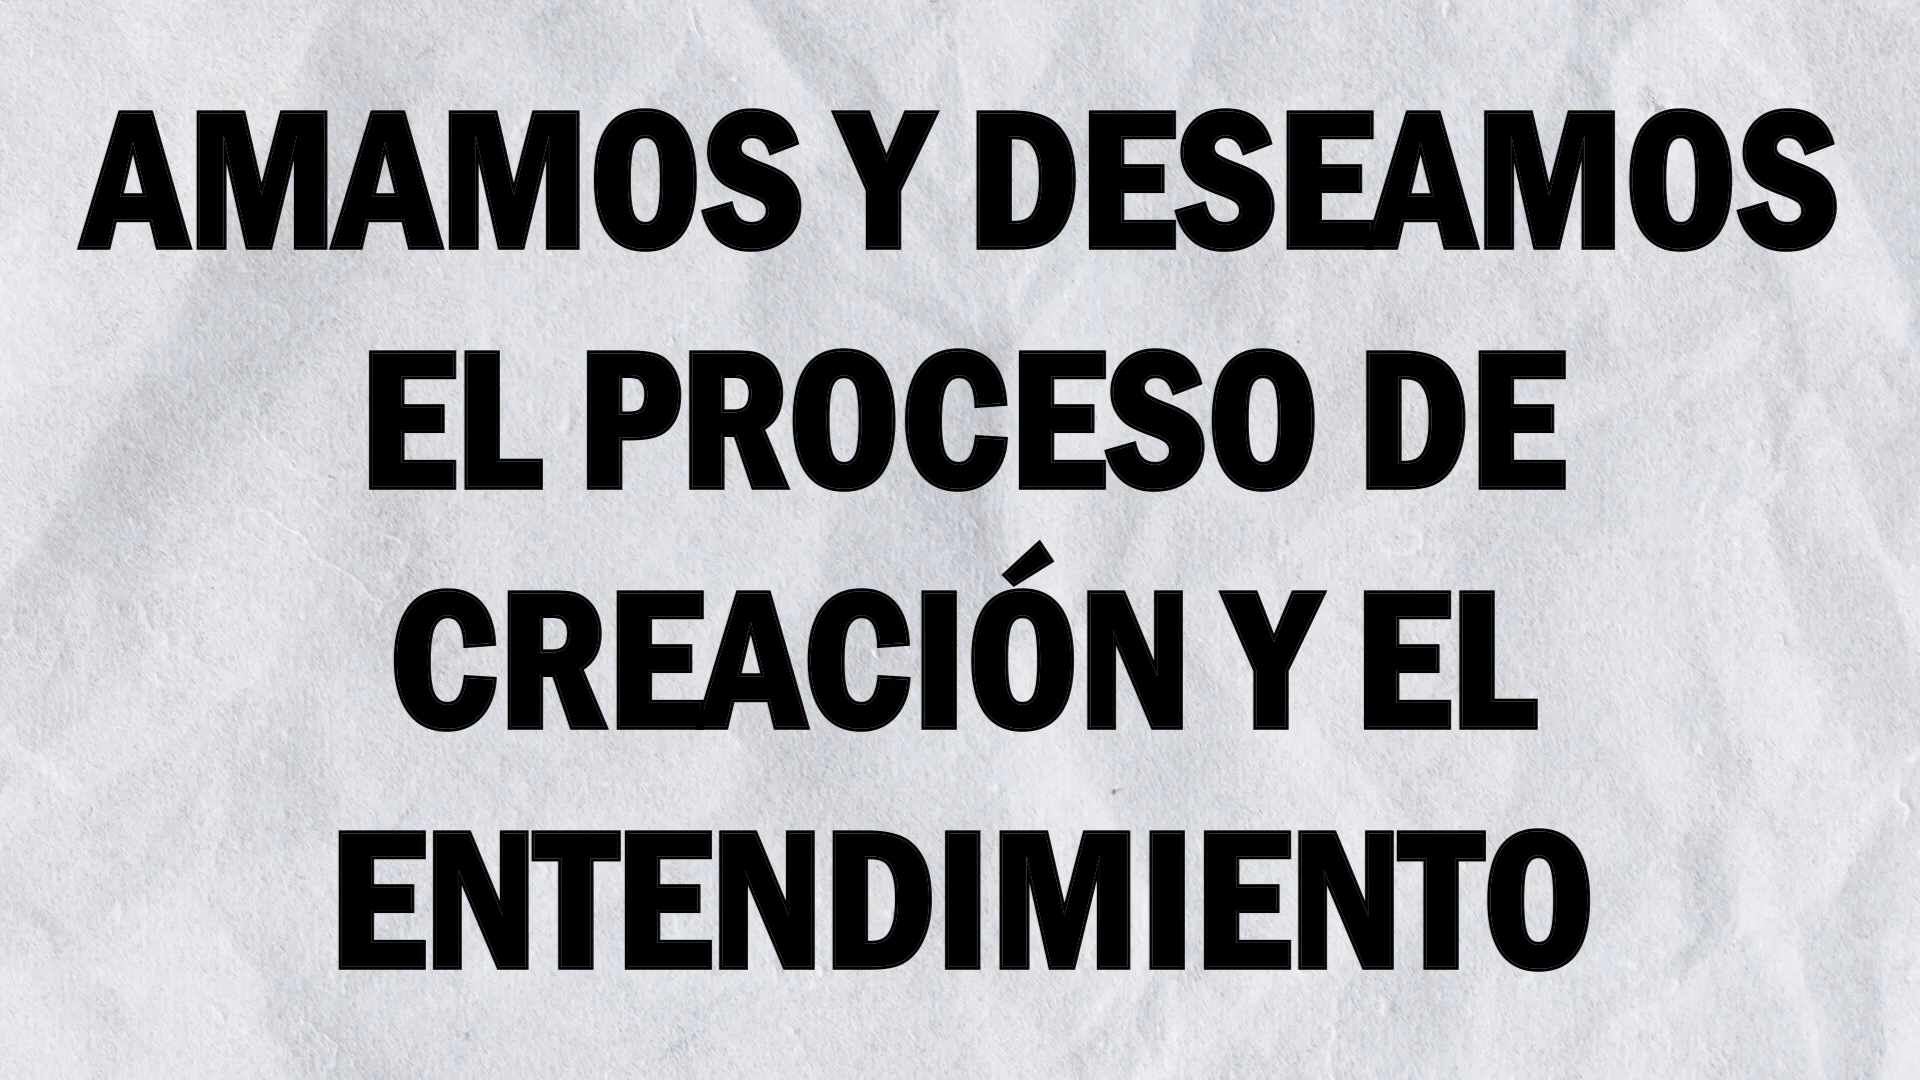 AMAMOS Y DESEAMOS
EL PROCESO DE
CREACIÓN Y EL
ENTENDIMIENTO